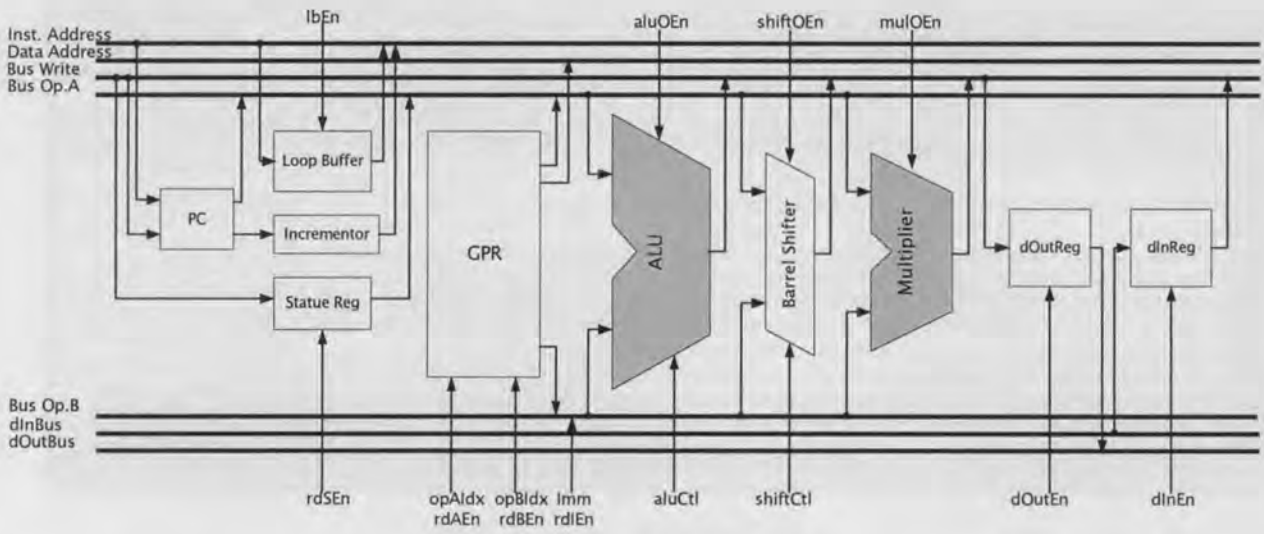 lbEn
aluOEn
shiftOEn
mulOEn
Inst. Address
Data Address
Bus Write
Bus Op.A
Loop Buffer
PC
Incrementor
Statue Reg
GPR
ALU
Barrel Shifter
Multiplier
dOutReg
dInReg
Bus Op.B
dInBus
dOutBus
rdSEn
opAIdx
rdAEn
opBIdx
rdBEn
Imm
rdIEn
aluCtl
shiftCtl
dOutEn
dInEn